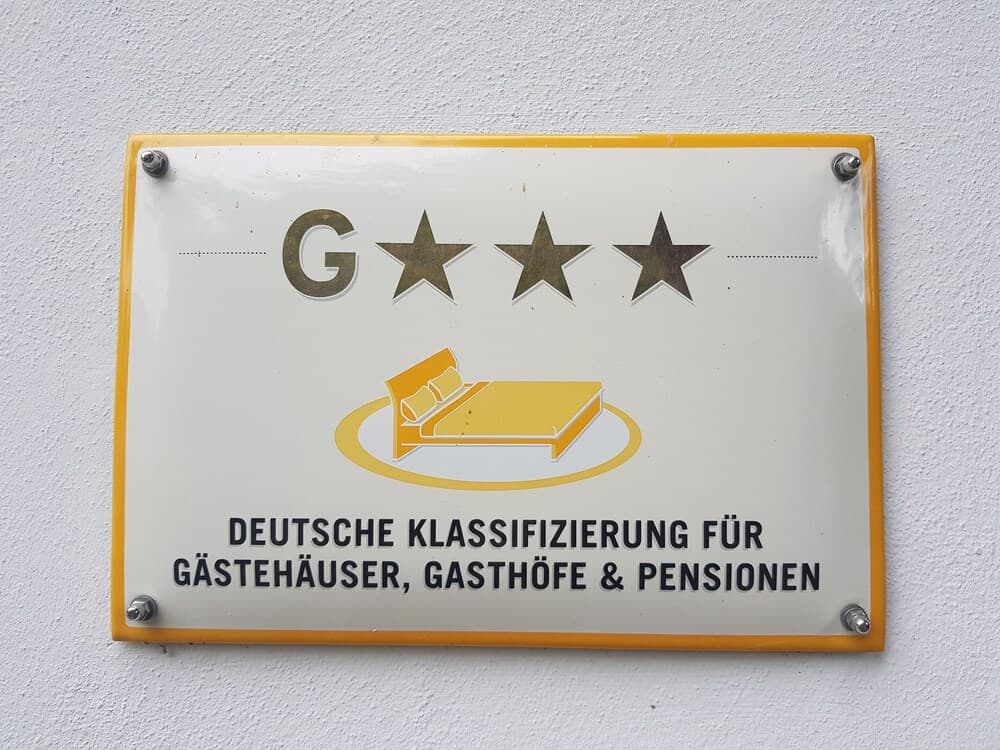 G★★★
DEUTSCHE KLASSIFIZIERUNG FÜR
GÄSTEHÄUSER, GASTHÖFE & PENSIONEN